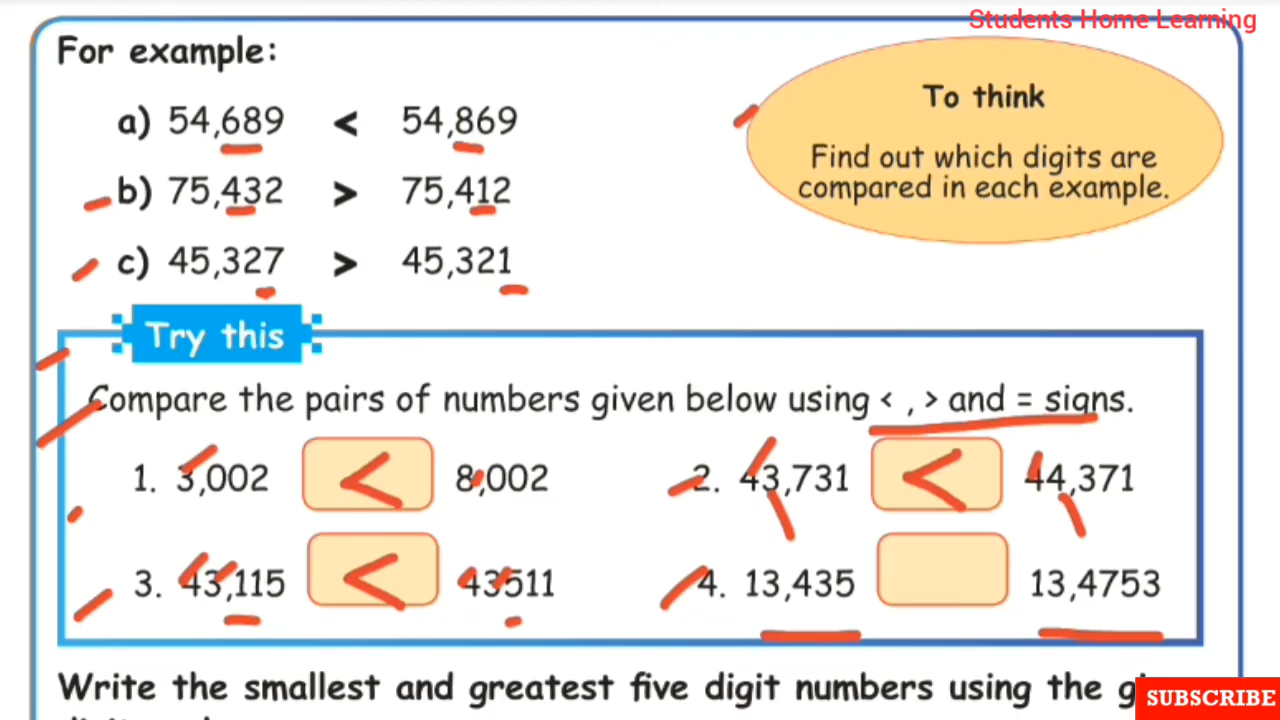 Students Home Learning
For example:
a) 54,689 < 54,869
b) 75,432 > 75,412
c) 45,327 > 45,321
To think
Find out which digits are
compared in each example.
Try this
Compare the pairs of numbers given below using < , > and = signs.
1. 3,002 < 8,002
2. 43,731 < 44,371
3. 43,115 < 43511
4. 13,435 13,4753
Write the smallest and greatest five digit numbers using the
SUBSCRIBE